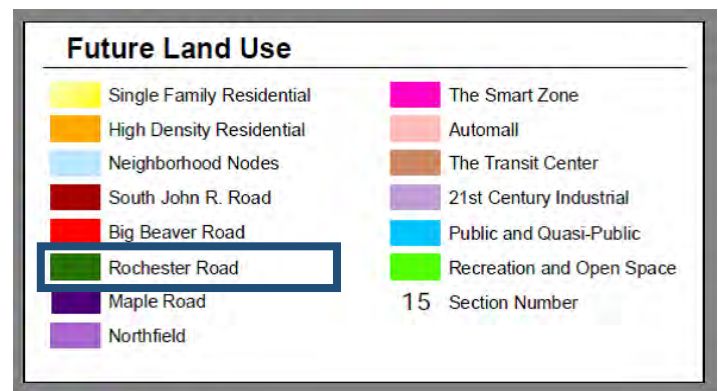 Future Land Use
Single Family Residential
High Density Residential
Neighborhood Nodes
South John R. Road
Big Beaver Road
Rochester Road
Maple Road
Northfield
The Smart Zone
Automall
The Transit Center
21st Century Industrial
Public and Quasi-Public
Recreation and Open Space
15 Section Number